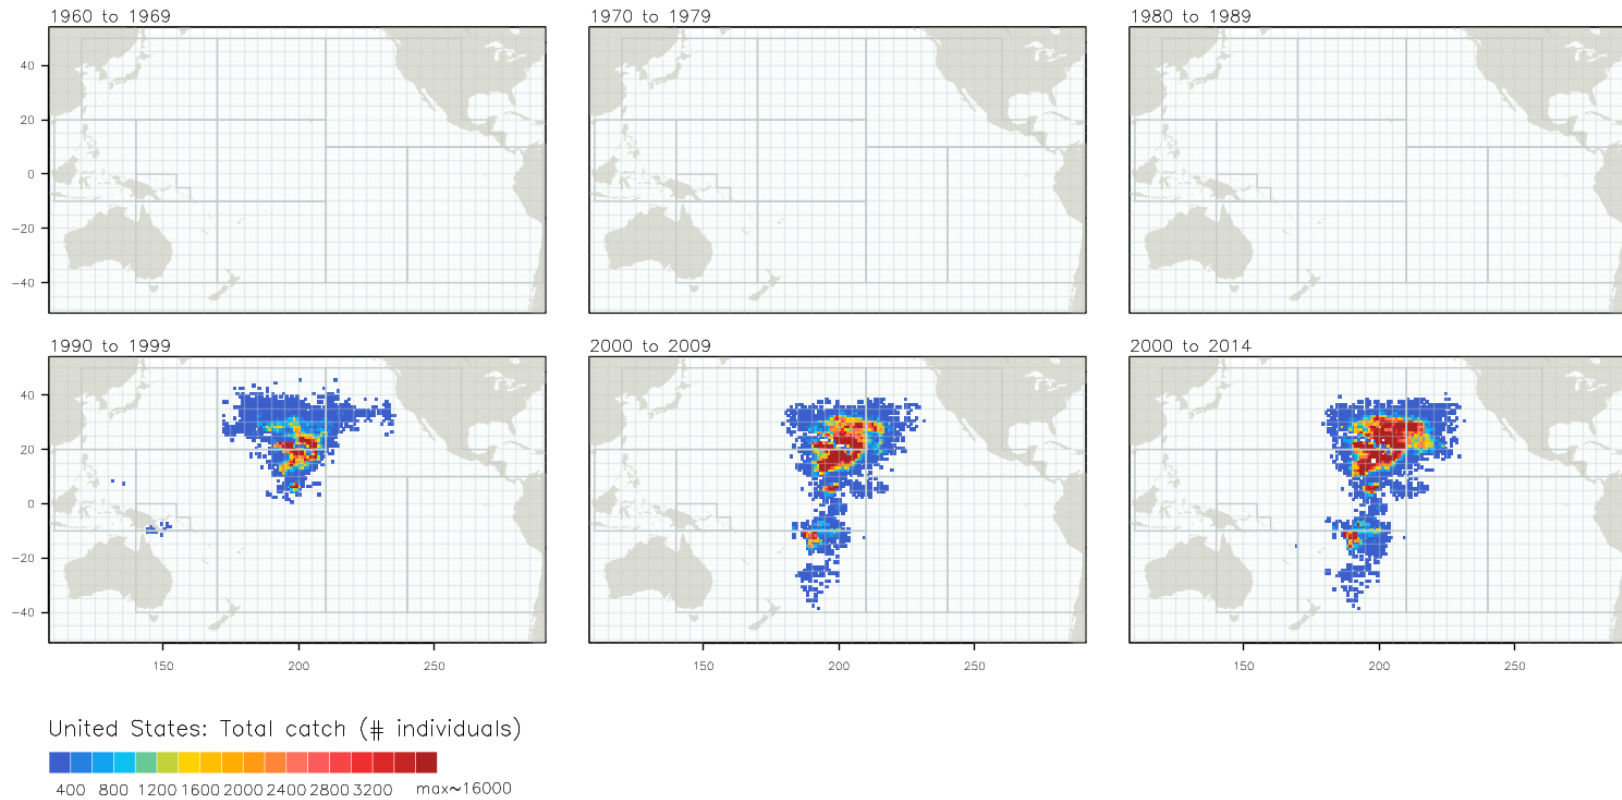 1960 to 1969
1970 to 1979
1980 to 1989
40
20
0
−20
−40
1990 to 1999
2000 to 2009
2000 to 2014
40
20
0
−20
−40
150 200 250
150 200 250
150 200 250
United States: Total catch (# individuals)
400 800 1200 1600 2000 2400 2800 3200 max~16000